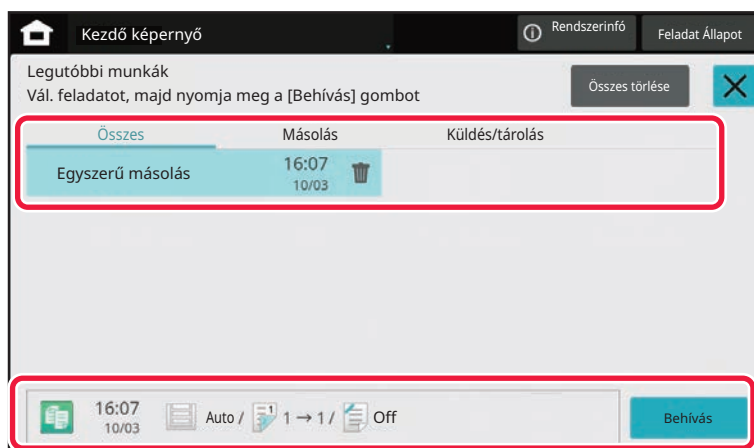 Kezdő képernyő
Rendszerinfó
Feladat Állapot
Legutóbbi munkák
Vál. feladatot, majd nyomja meg a [Behívás] gombot
Összes törlése
Összes
Másolás
Küldés/tárolás
Egyszerű másolás
16:07
10/03
16:07
10/03
Auto / 1 1 → 1 / Off
Behívás